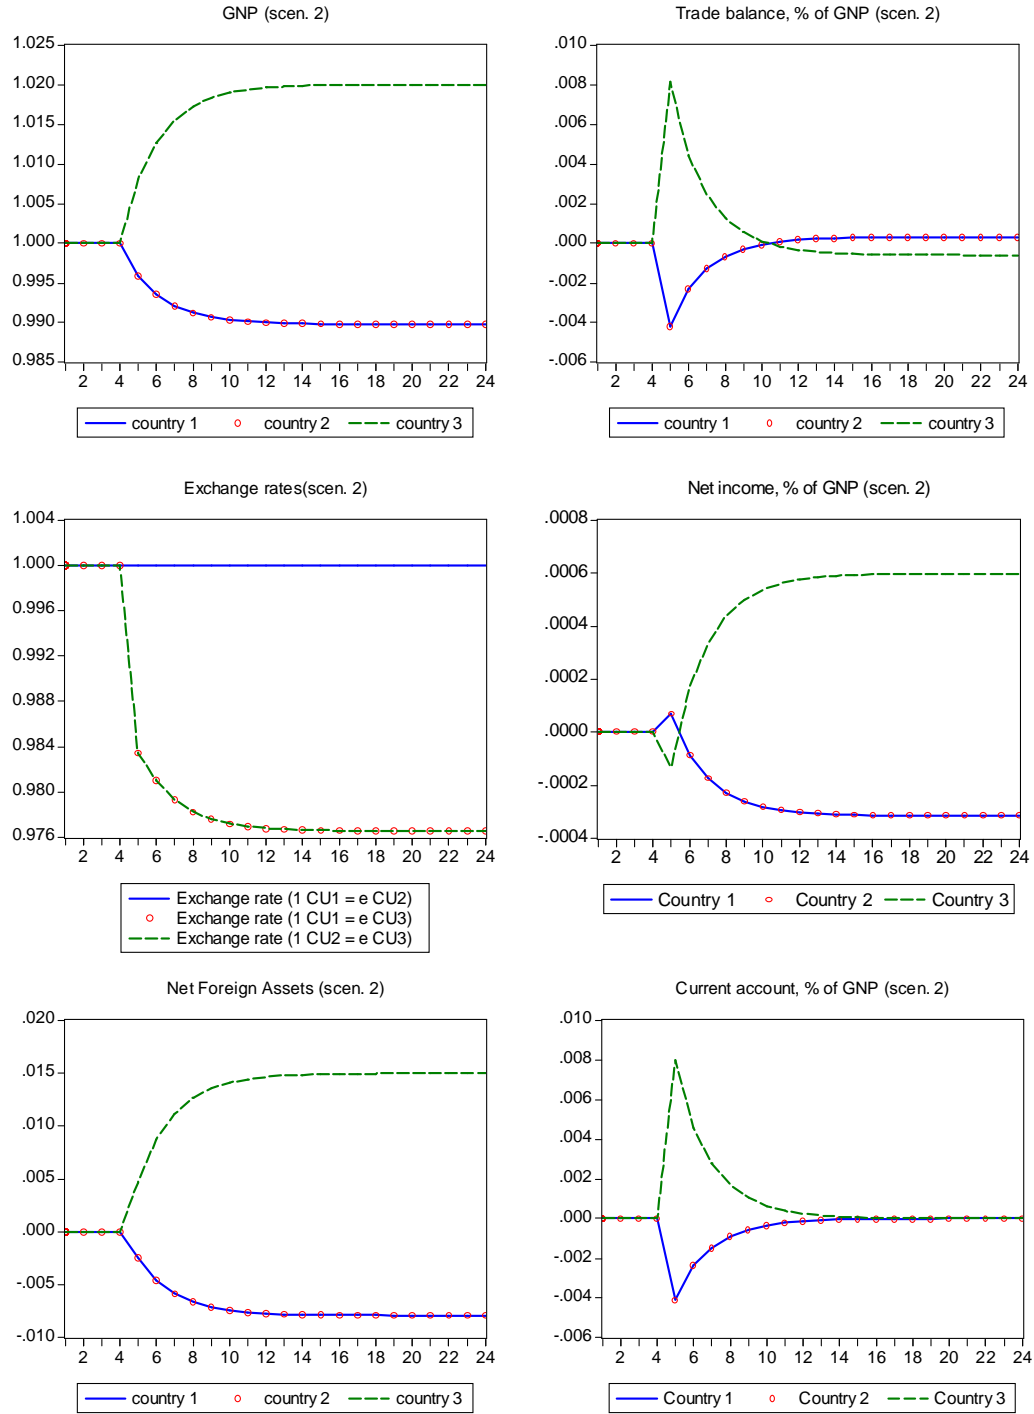 GNP (scen. 2)
1.025
1.020
1.015
1.010
1.005
1.000
0.995
0.990
0.985
2 4 6 8 10 12 14 16 18 20 22 24
country 1 country 2 country 3
Trade balance, % of GNP (scen. 2)
.010
.008
.006
.004
.002
.000
-.002
-.004
-.006
2 4 6 8 10 12 14 16 18 20 22 24
country 1 country 2 country 3
Exchange rates(scen. 2)
1.004
1.000
0.996
0.992
0.988
0.984
0.980
0.976
2 4 6 8 10 12 14 16 18 20 22 24
Exchange rate (1 CU1 = e CU2)
Exchange rate (1 CU1 = e CU3)
Exchange rate (1 CU2 = e CU3)
Net income, % of GNP (scen. 2)
.0008
.0006
.0004
.0002
.0000
-.0002
-.0004
2 4 6 8 10 12 14 16 18 20 22 24
Country 1 Country 2 Country 3
Net Foreign Assets (scen. 2)
.020
.015
.010
.005
.000
-.005
-.010
2 4 6 8 10 12 14 16 18 20 22 24
country 1 country 2 country 3
Current account, % of GNP (scen. 2)
.010
.008
.006
.004
.002
.000
-.002
-.004
-.006
2 4 6 8 10 12 14 16 18 20 22 24
Country 1 Country 2 Country 3